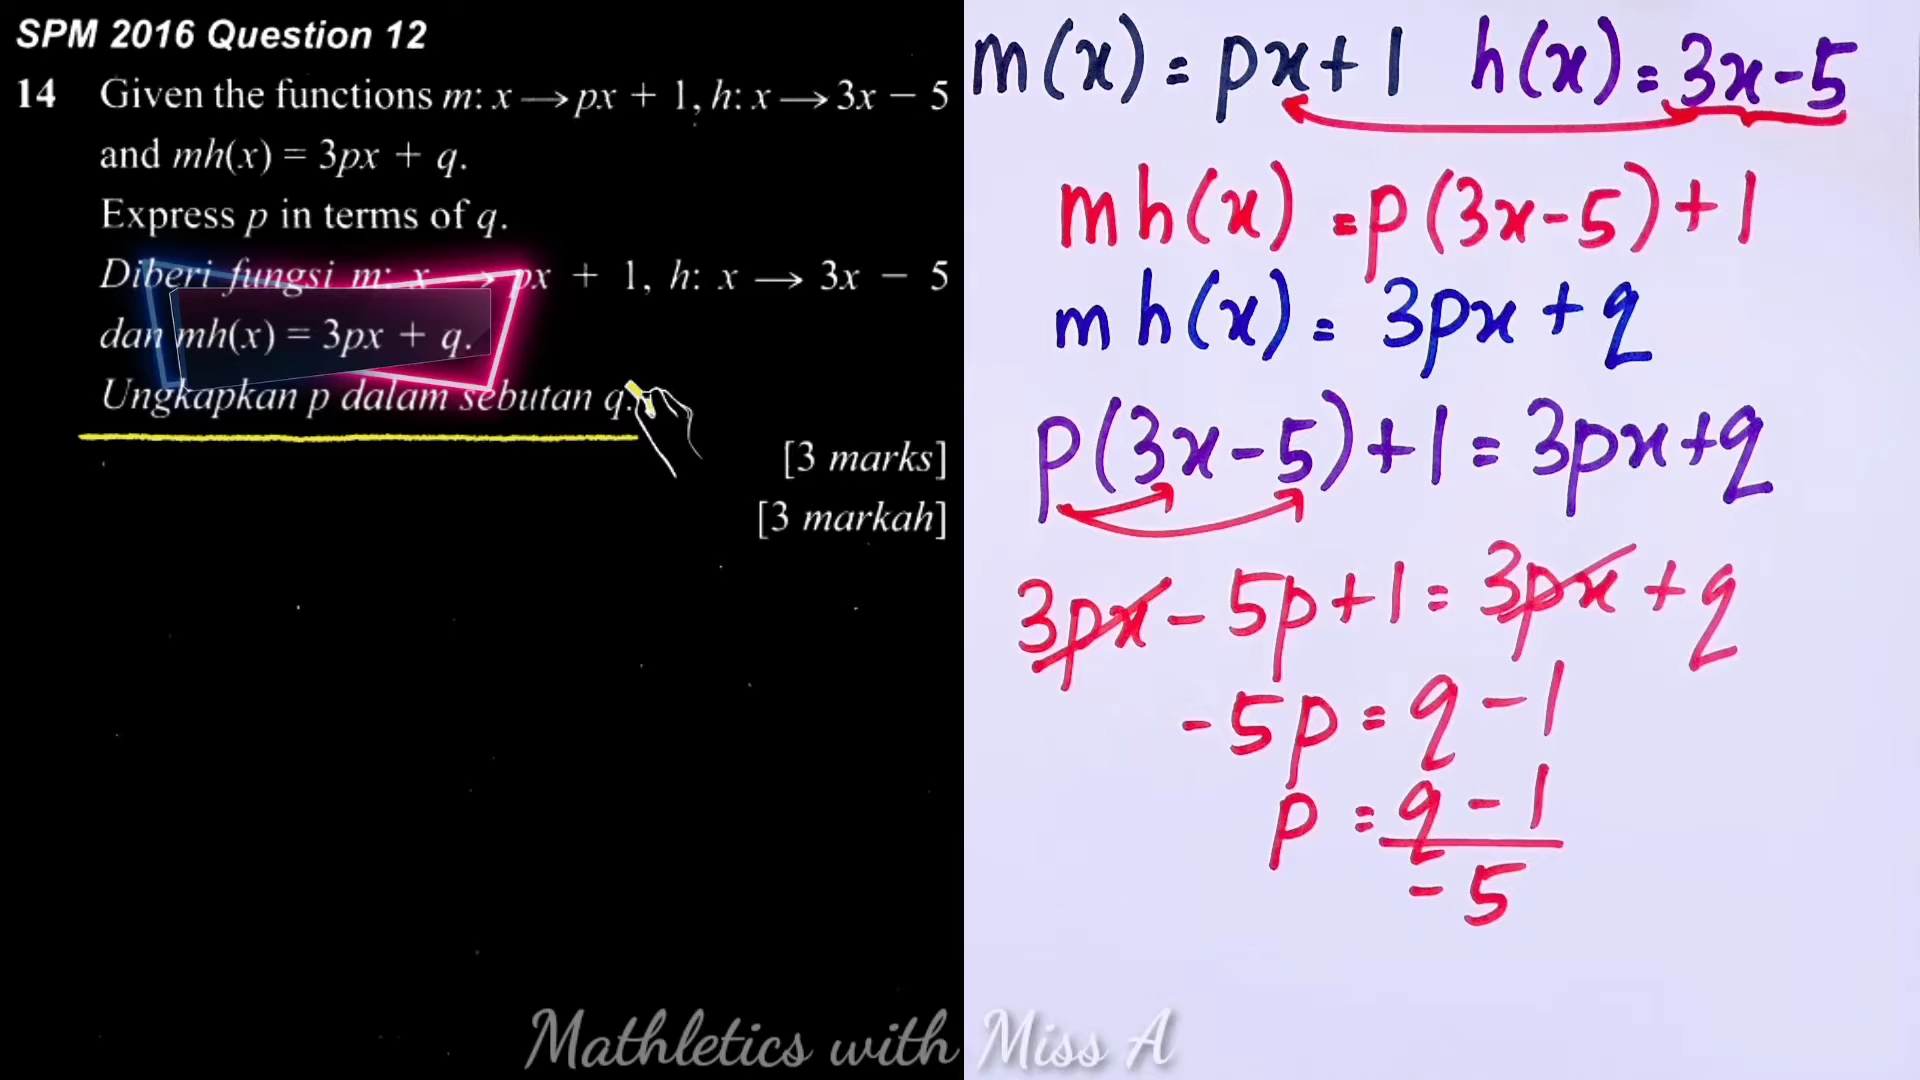 SPM 2016 Question 12
14 Given the functions m: x → px + 1, h: x → 3x − 5
and mh(x) = 3px + q.
Express p in terms of q.
Diberi fungsi m: x → px + 1, h: x → 3x − 5
dan mh(x) = 3px + q.
Ungkapkan p dalam sebutan q.
[3 marks]
[3 markah]
m(x) = px + 1 h(x) = 3x - 5
mh(x) = p(3x - 5) + 1
mh(x) = 3px + q
p(3x - 5) + 1 = 3px + q
3px - 5p + 1 = 3px + q
-5p = q - 1
p = q - 1
-5
Mathletics with Miss A